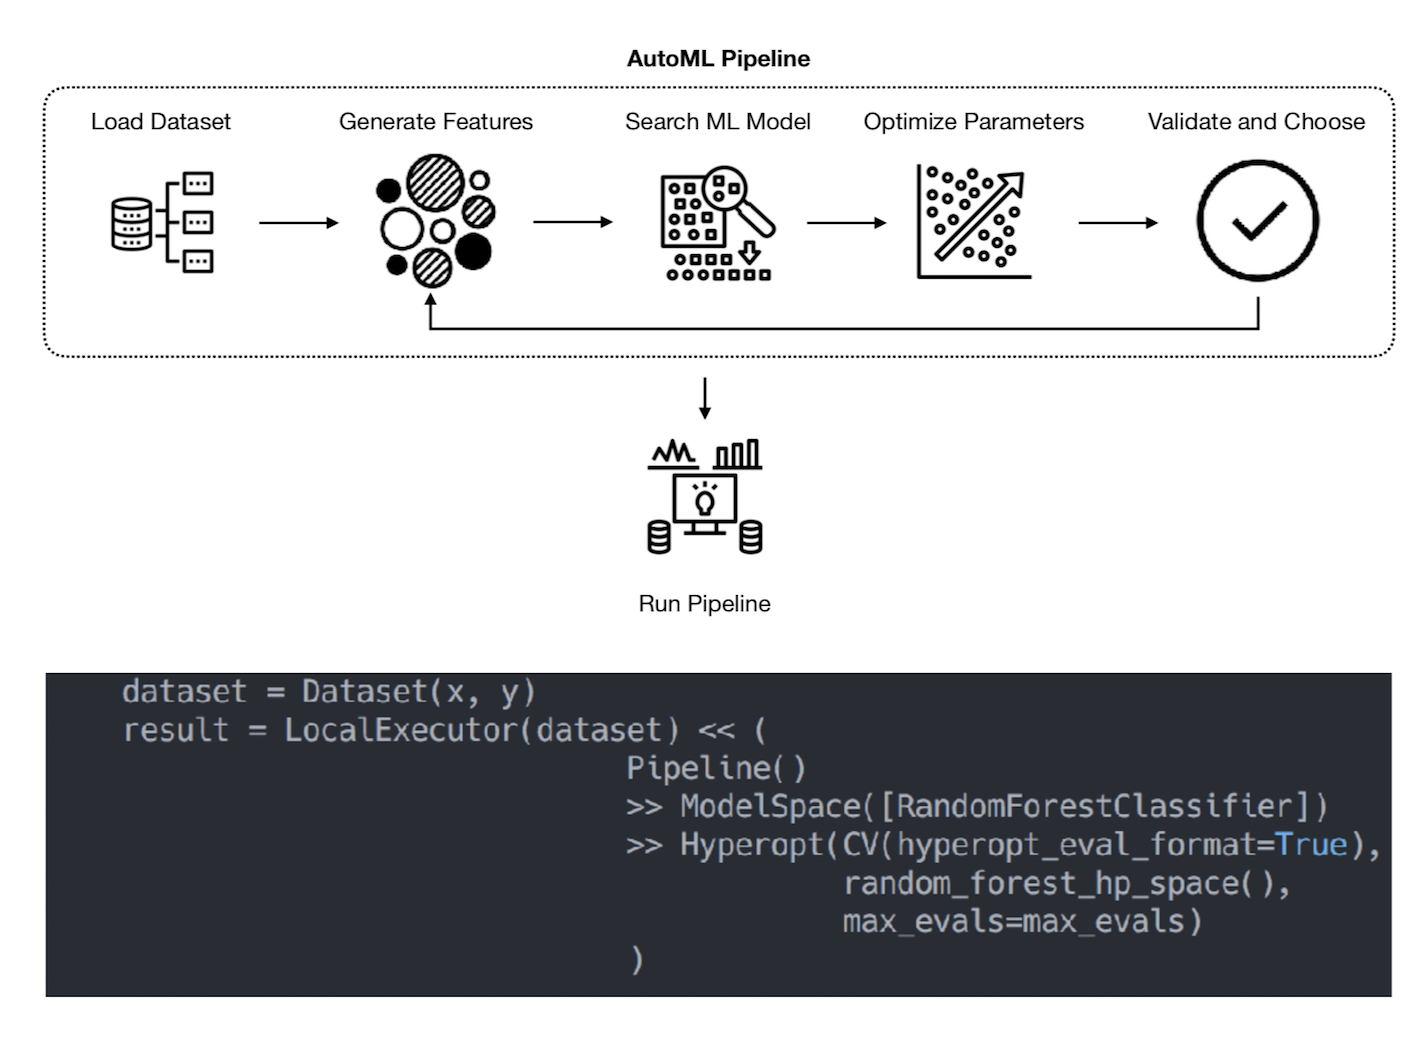 AutoML Pipeline
Load Dataset
Generate Features
Search ML Model
Optimize Parameters
Validate and Choose
Run Pipeline
dataset = Dataset(x, y)
result = LocalExecutor(dataset) << (
Pipeline()
>> ModelSpace([RandomForestClassifier])
>> Hyperopt(CV(hyperopt_eval_format=True),
random_forest_hp_space(),
max_evals=max_evals)
)